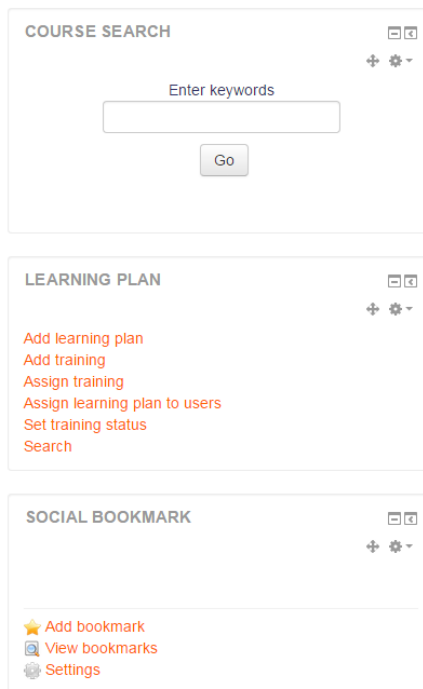 COURSE SEARCH
Enter keywords
Go
LEARNING PLAN
Add learning plan
Add training
Assign training
Assign learning plan to users
Set training status
Search
SOCIAL BOOKMARK
Add bookmark
View bookmarks
Settings